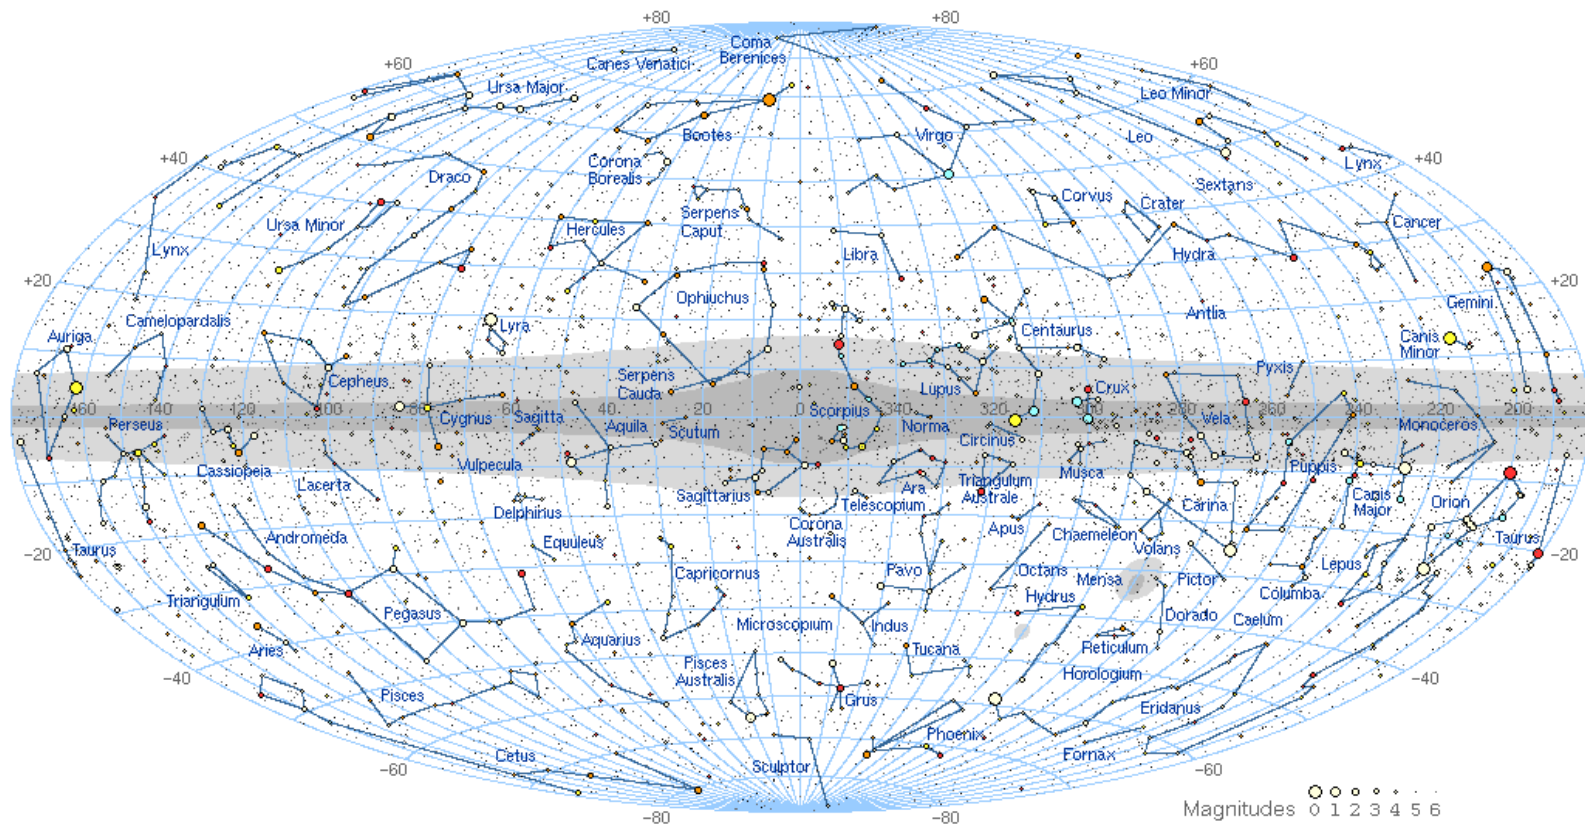 +80
+80
Coma
Berenices
Canes Venatici
+60
+60
Ursa Major
Leo Minor
Bootes
Virgo
Leo
+40
Corona
Borealis
Lynx
+40
Draco
Sextans
Corvus
Crater
Ursa Minor
Hercules
Serpens
Caput
Cancer
Lynx
Libra
Hydra
+20
+20
Ophiuchus
Gemini
Auriga
Camelopardalis
Lyra
Centaurus
Antlia
Canis
Minor
Cepheus
Serpens
Cauda
Lupus
Crux
Pyxis
160 140 120 100 80 60 40 20 0 340 320 300 280 260 240 220 200
Perseus
Cygnus
Sagitta
Aquila
Scutum
Scorpius
Norma
Circinus
Vela
Monoceros
Cassiopeia
Vulpecula
Musca
Puppis
Lacerta
Sagittarius
Ara
Triangulum
Australe
Telescopium
Carina
Canis
Major
Orion
Delphinus
Corona
Australis
Apus
Chaemeleon
Volans
Taurus
Andromeda
Equuleus
Taurus
-20
-20
Capricornus
Pavo
Octans
Mensa
Pictor
Lepus
Triangulum
Pegasus
Hydrus
Dorado
Columba
Caelum
Aries
Aquarius
Microscopium
Indus
Tucana
Reticulum
-40
Pisces
Australis
Horologium
-40
Pisces
Grus
Eridanus
Cetus
Phoenix
Fornax
-60
Sculptor
-60
-80
-80
Magnitudes 0 1 2 3 4 5 6